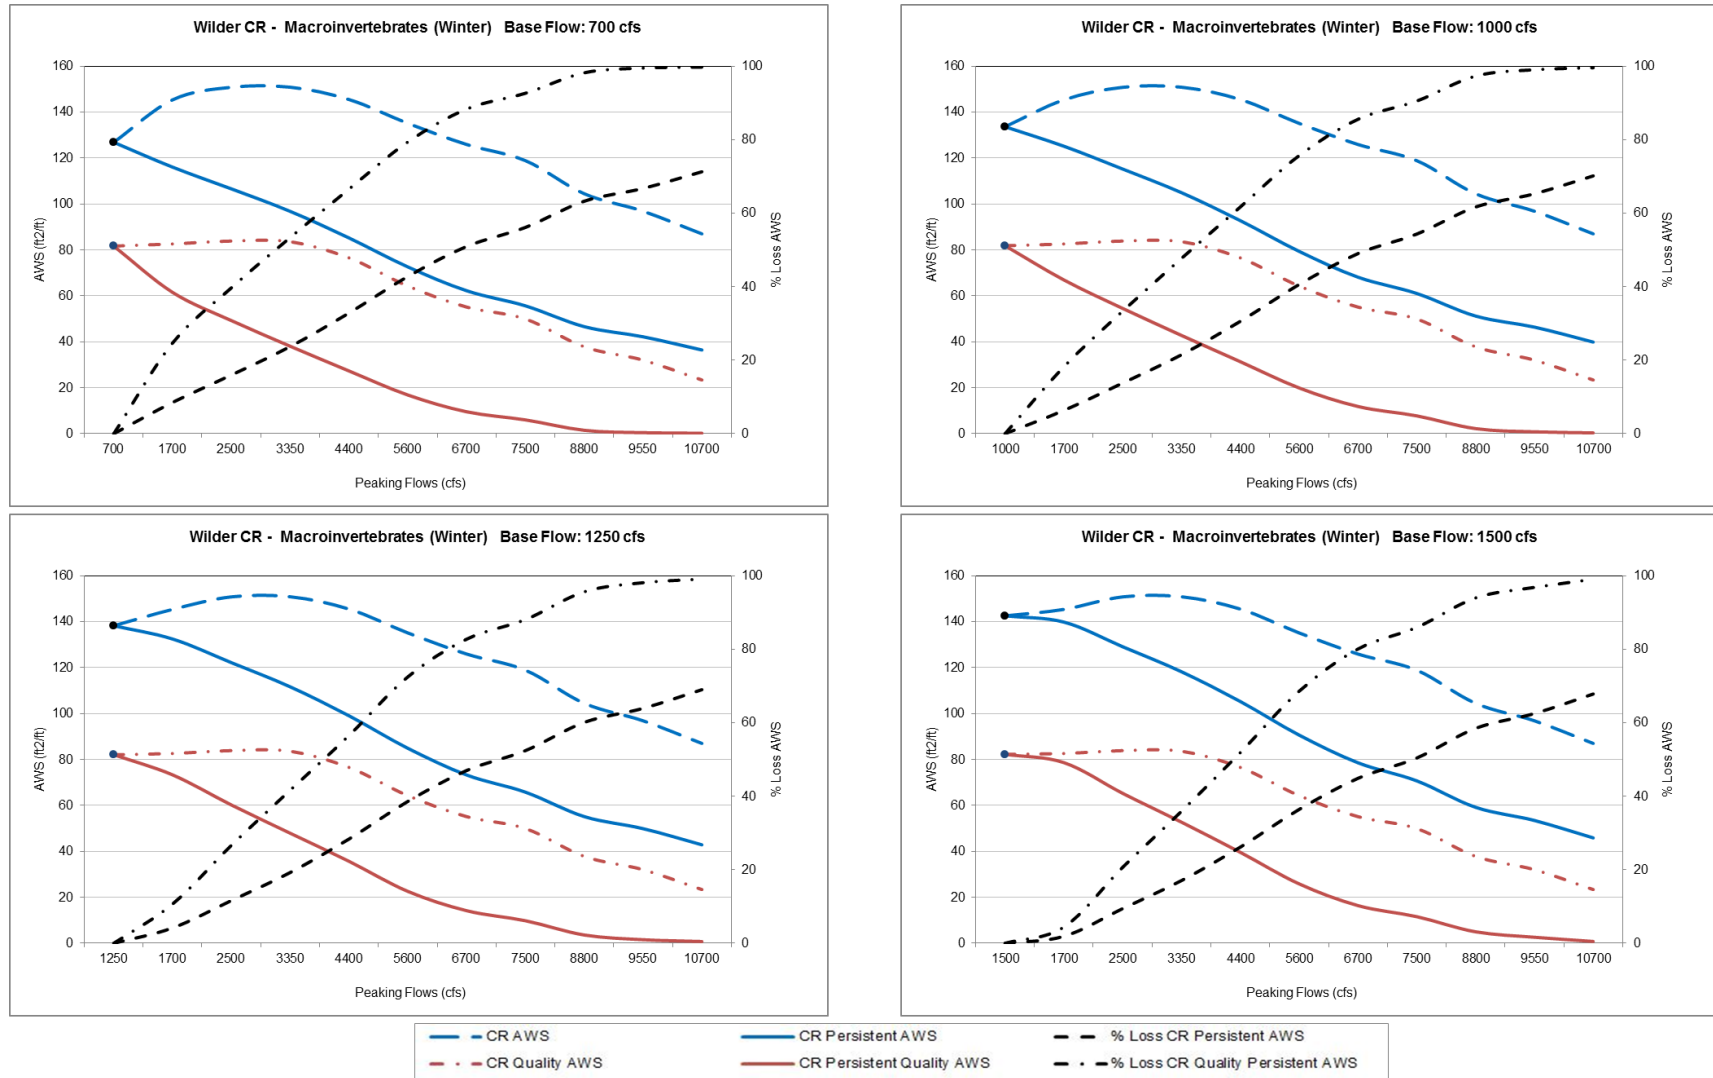 Wilder CR - Macroinvertebrates (Winter) Base Flow: 700 cfs
160
140
120
100
80
60
40
20
0
AWS (ft2/ft)
100
80
60
40
20
0
% Loss AWS
700 1700 2500 3350 4400 5600 6700 7500 8800 9550 10700
Peaking Flows (cfs)
Wilder CR - Macroinvertebrates (Winter) Base Flow: 1000 cfs
160
140
120
100
80
60
40
20
0
AWS (ft2/ft)
100
80
60
40
20
0
% Loss AWS
1000 1700 2500 3350 4400 5600 6700 7500 8800 9550 10700
Peaking Flows (cfs)
Wilder CR - Macroinvertebrates (Winter) Base Flow: 1250 cfs
160
140
120
100
80
60
40
20
0
AWS (ft2/ft)
100
80
60
40
20
0
% Loss AWS
1250 1700 2500 3350 4400 5600 6700 7500 8800 9550 10700
Peaking Flows (cfs)
Wilder CR - Macroinvertebrates (Winter) Base Flow: 1500 cfs
160
140
120
100
80
60
40
20
0
AWS (ft2/ft)
100
80
60
40
20
0
% Loss AWS
1500 1700 2500 3350 4400 5600 6700 7500 8800 9550 10700
Peaking Flows (cfs)
CR AWS CR Persistent AWS % Loss CR Persistent AWS
CR Quality AWS CR Persistent Quality AWS % Loss CR Quality Persistent AWS